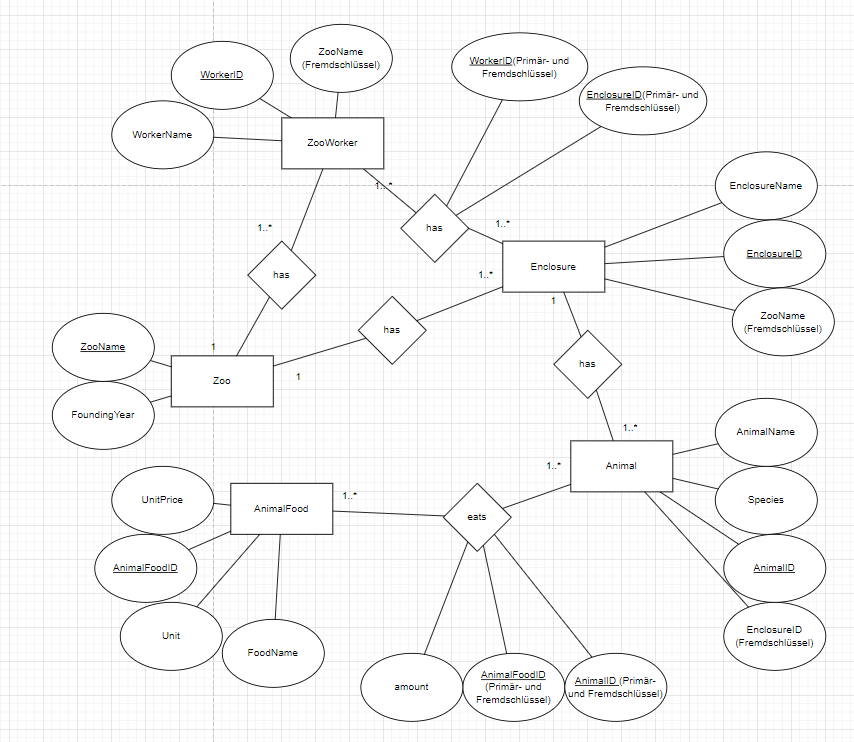 ZooName
(Fremdschlüssel)
WorkerID
WorkerName
ZooWorker
WorkerID(Primär- und
Fremdschlüssel)
EnclosureID(Primär- und
Fremdschlüssel)
1..*
has
1..*
EnclosureName
EnclosureID
ZooName
(Fremdschlüssel)
1..*
has
1..*
Enclosure
1
has
1
ZooName
Zoo
FoundingYear
1
has
1..*
AnimalName
Species
AnimalID
EnclosureID
(Fremdschlüssel)
1..*
Animal
1..*
eats
UnitPrice
AnimalFood
AnimalFoodID
Unit
FoodName
amount
AnimalFoodID
(Primär- und
Fremdschlüssel)
AnimalID (Primär-
und Fremdschlüssel)